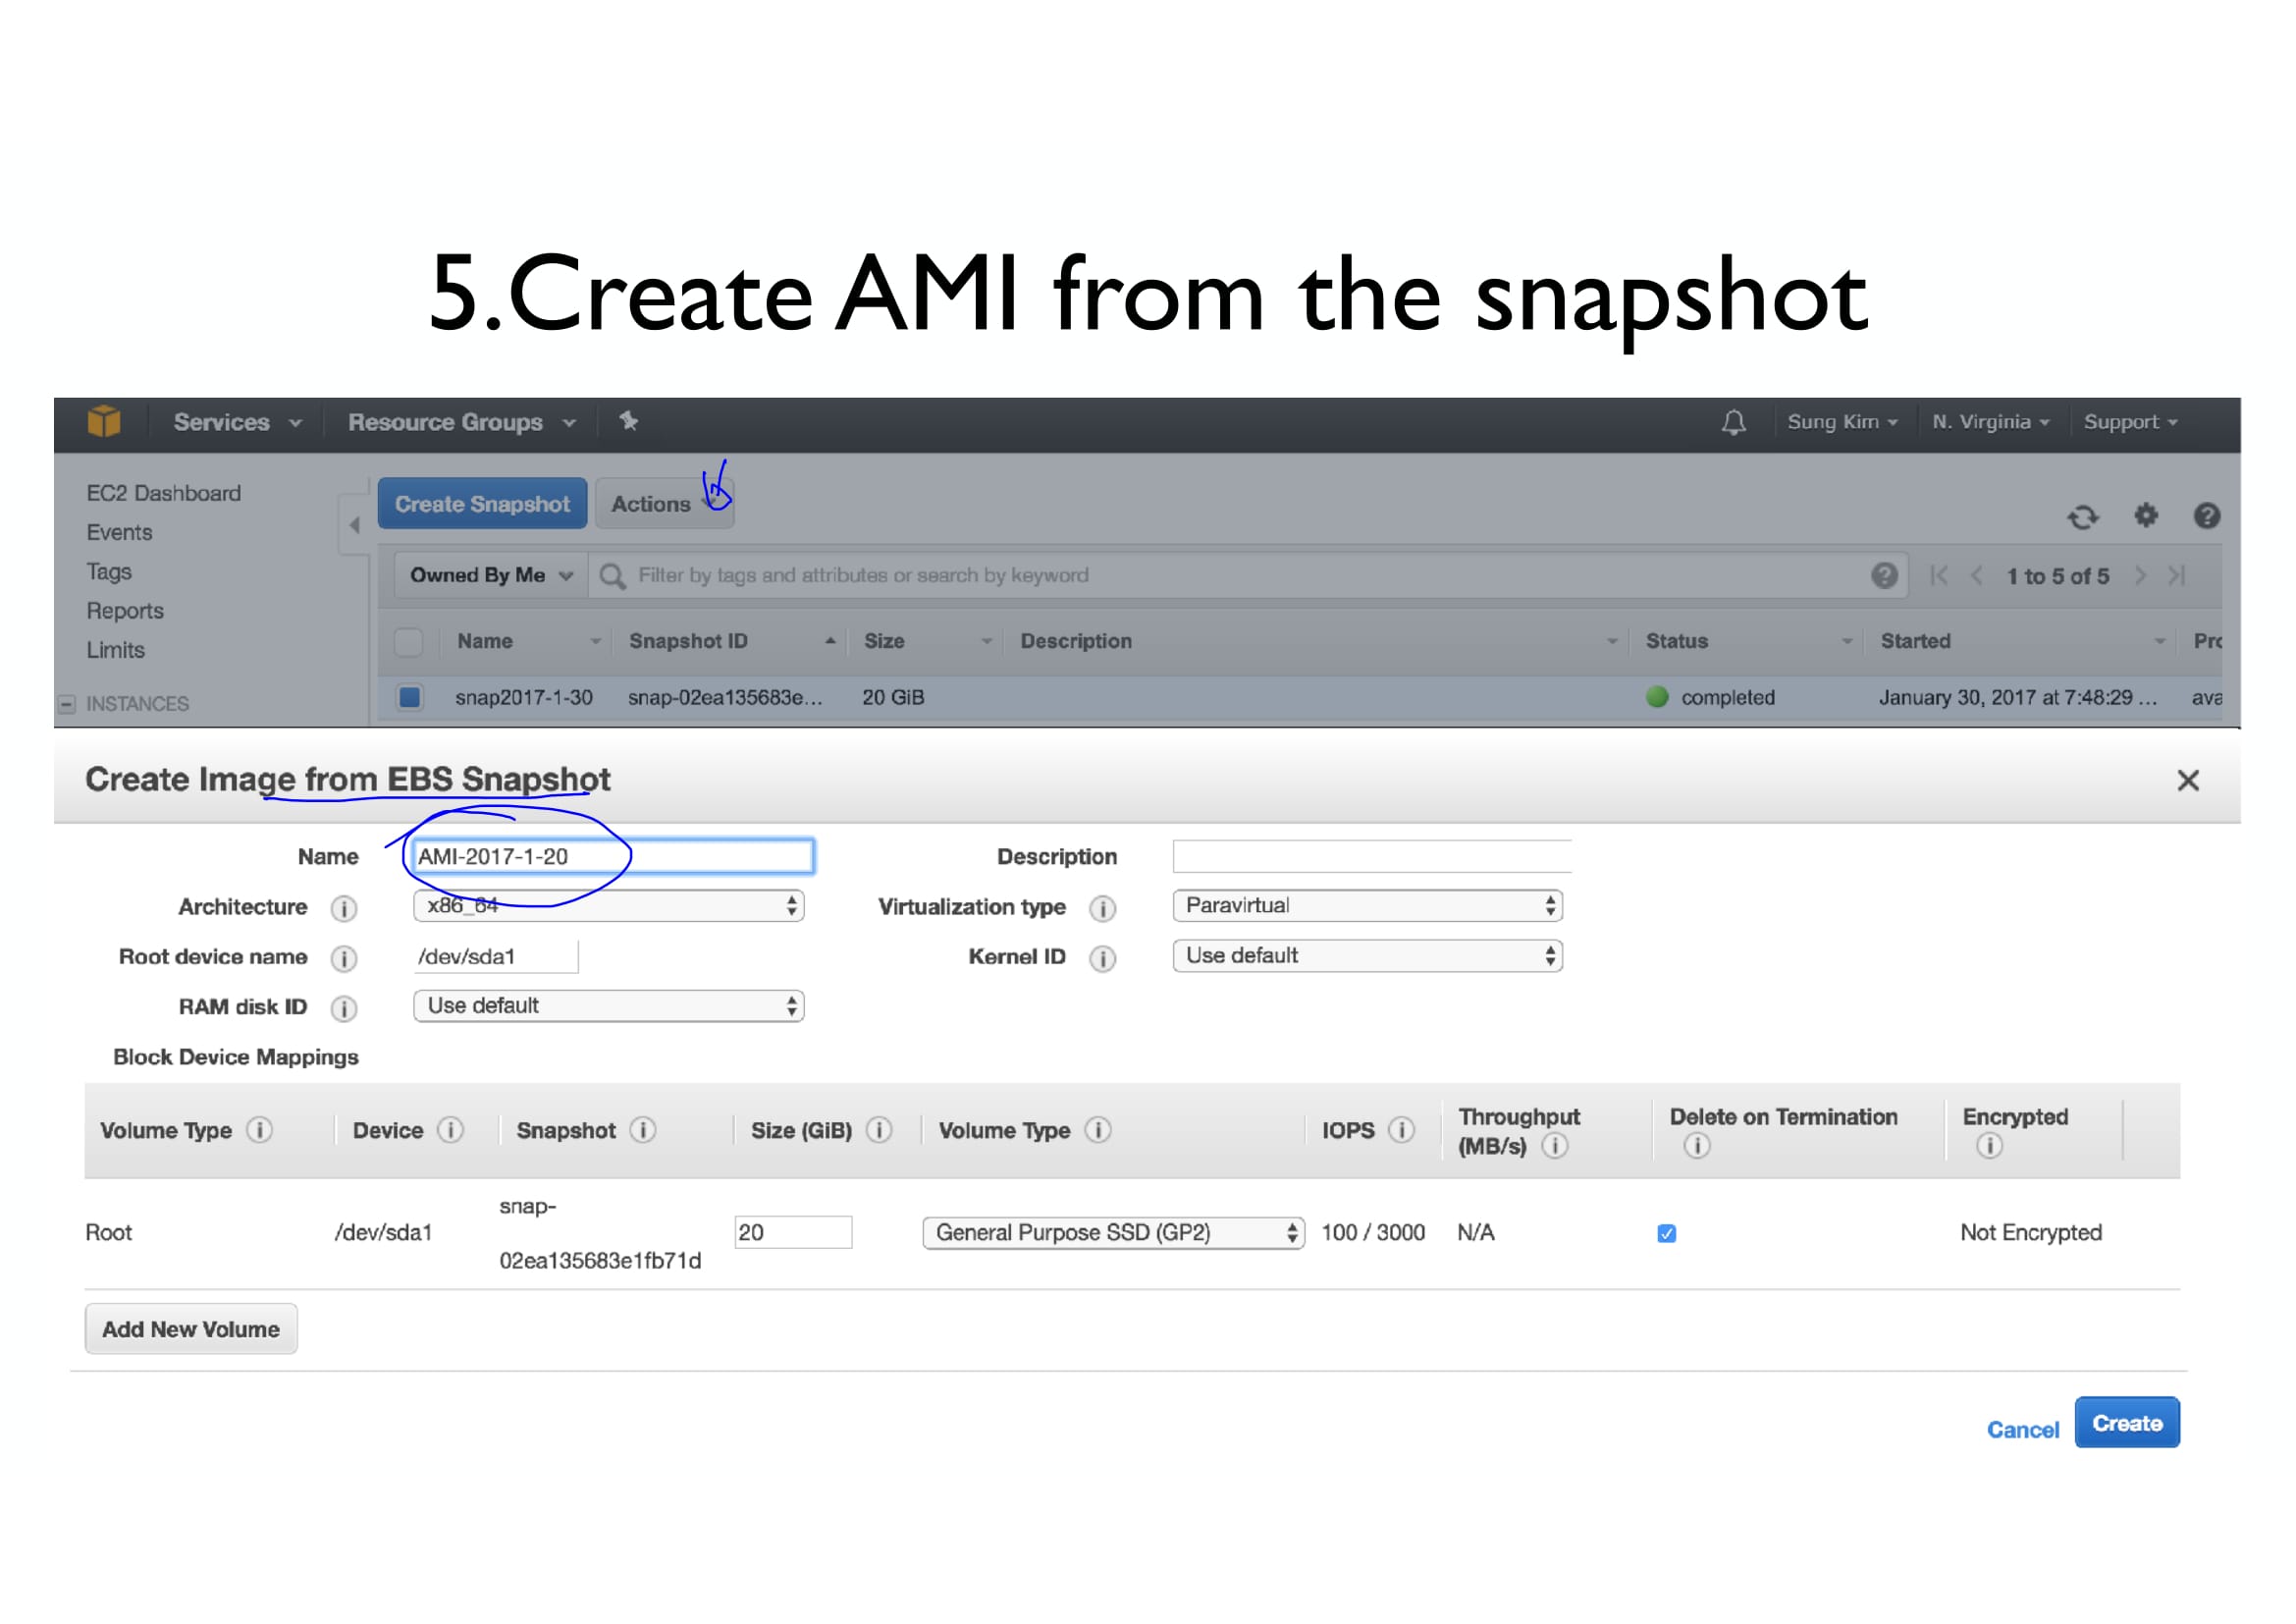 5.Create AMI from the snapshot
Services Resource Groups Sung Kim N. Virginia Support
EC2 Dashboard
Events
Tags
Reports
Limits
INSTANCES
Create Snapshot Actions
Owned By Me Filter by tags and attributes or search by keyword 1 to 5 of 5
Name Snapshot ID Size Description Status Started Pro
snap2017-1-30 snap-02ea135683e... 20 GiB completed January 30, 2017 at 7:48:29 ... ava
Create Image from EBS Snapshot
Name AMI-2017-1-20 Description
Architecture x86_64 Virtualization type Paravirtual
Root device name /dev/sda1 Kernel ID Use default
RAM disk ID Use default
Block Device Mappings
Volume Type Device Snapshot Size (GiB) Volume Type IOPS Throughput (MB/s) Delete on Termination Encrypted
Root /dev/sda1 snap-02ea135683e1fb71d 20 General Purpose SSD (GP2) 100 / 3000 N/A Not Encrypted
Add New Volume
Cancel Create